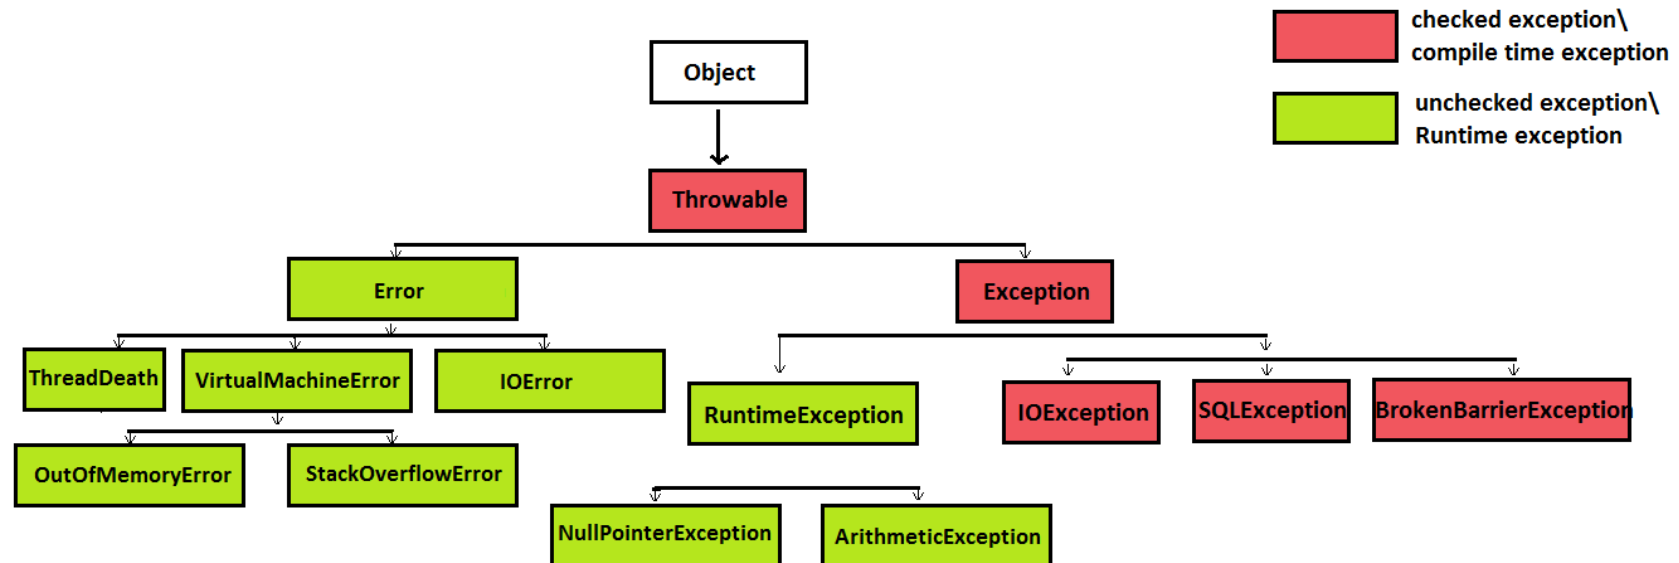 checked exception\
compile time exception
Object
unchecked exception\
Runtime exception
Throwable
Error
Exception
ThreadDeath
VirtualMachineError
IOError
RuntimeException
IOException
SQLException
BrokenBarrierException
OutOfMemoryError
StackOverflowError
NullPointerException
ArithmeticException